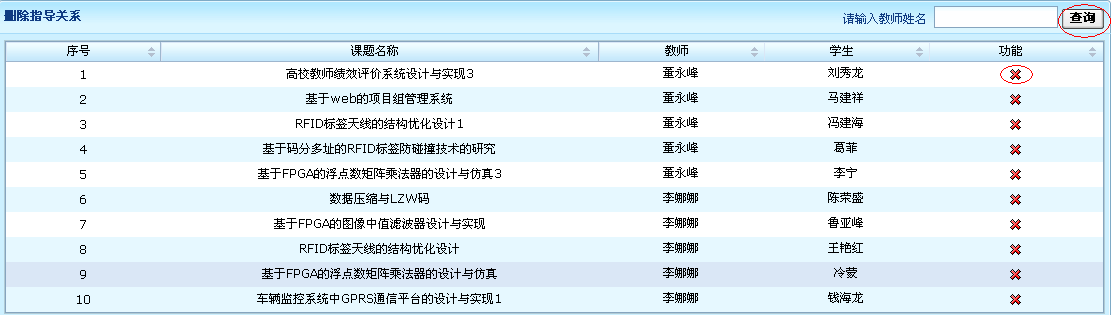 删除指导关系 请输入教师姓名 查询
序号 课题名称 教师 学生 功能
1 高校教师绩效评价系统设计与实现3 董永峰 刘秀龙
2 基于web的项目组管理系统 董永峰 马建祥
3 RFID标签天线的结构优化设计1 董永峰 冯建海
4 基于码分多址的RFID标签防碰撞技术的研究 董永峰 葛菲
5 基于FPGA的浮点数矩阵乘法器的设计与仿真3 董永峰 李宁
6 数据压缩与LZW码 李娜娜 陈荣盛
7 基于FPGA的图像中值滤波器设计与实现 李娜娜 鲁亚峰
8 RFID标签天线的结构优化设计 李娜娜 王艳红
9 基于FPGA的浮点数矩阵乘法器的设计与仿真 李娜娜 冷蒙
10 车辆监控系统中GPRS通信平台的设计与实现1 李娜娜 钱海龙